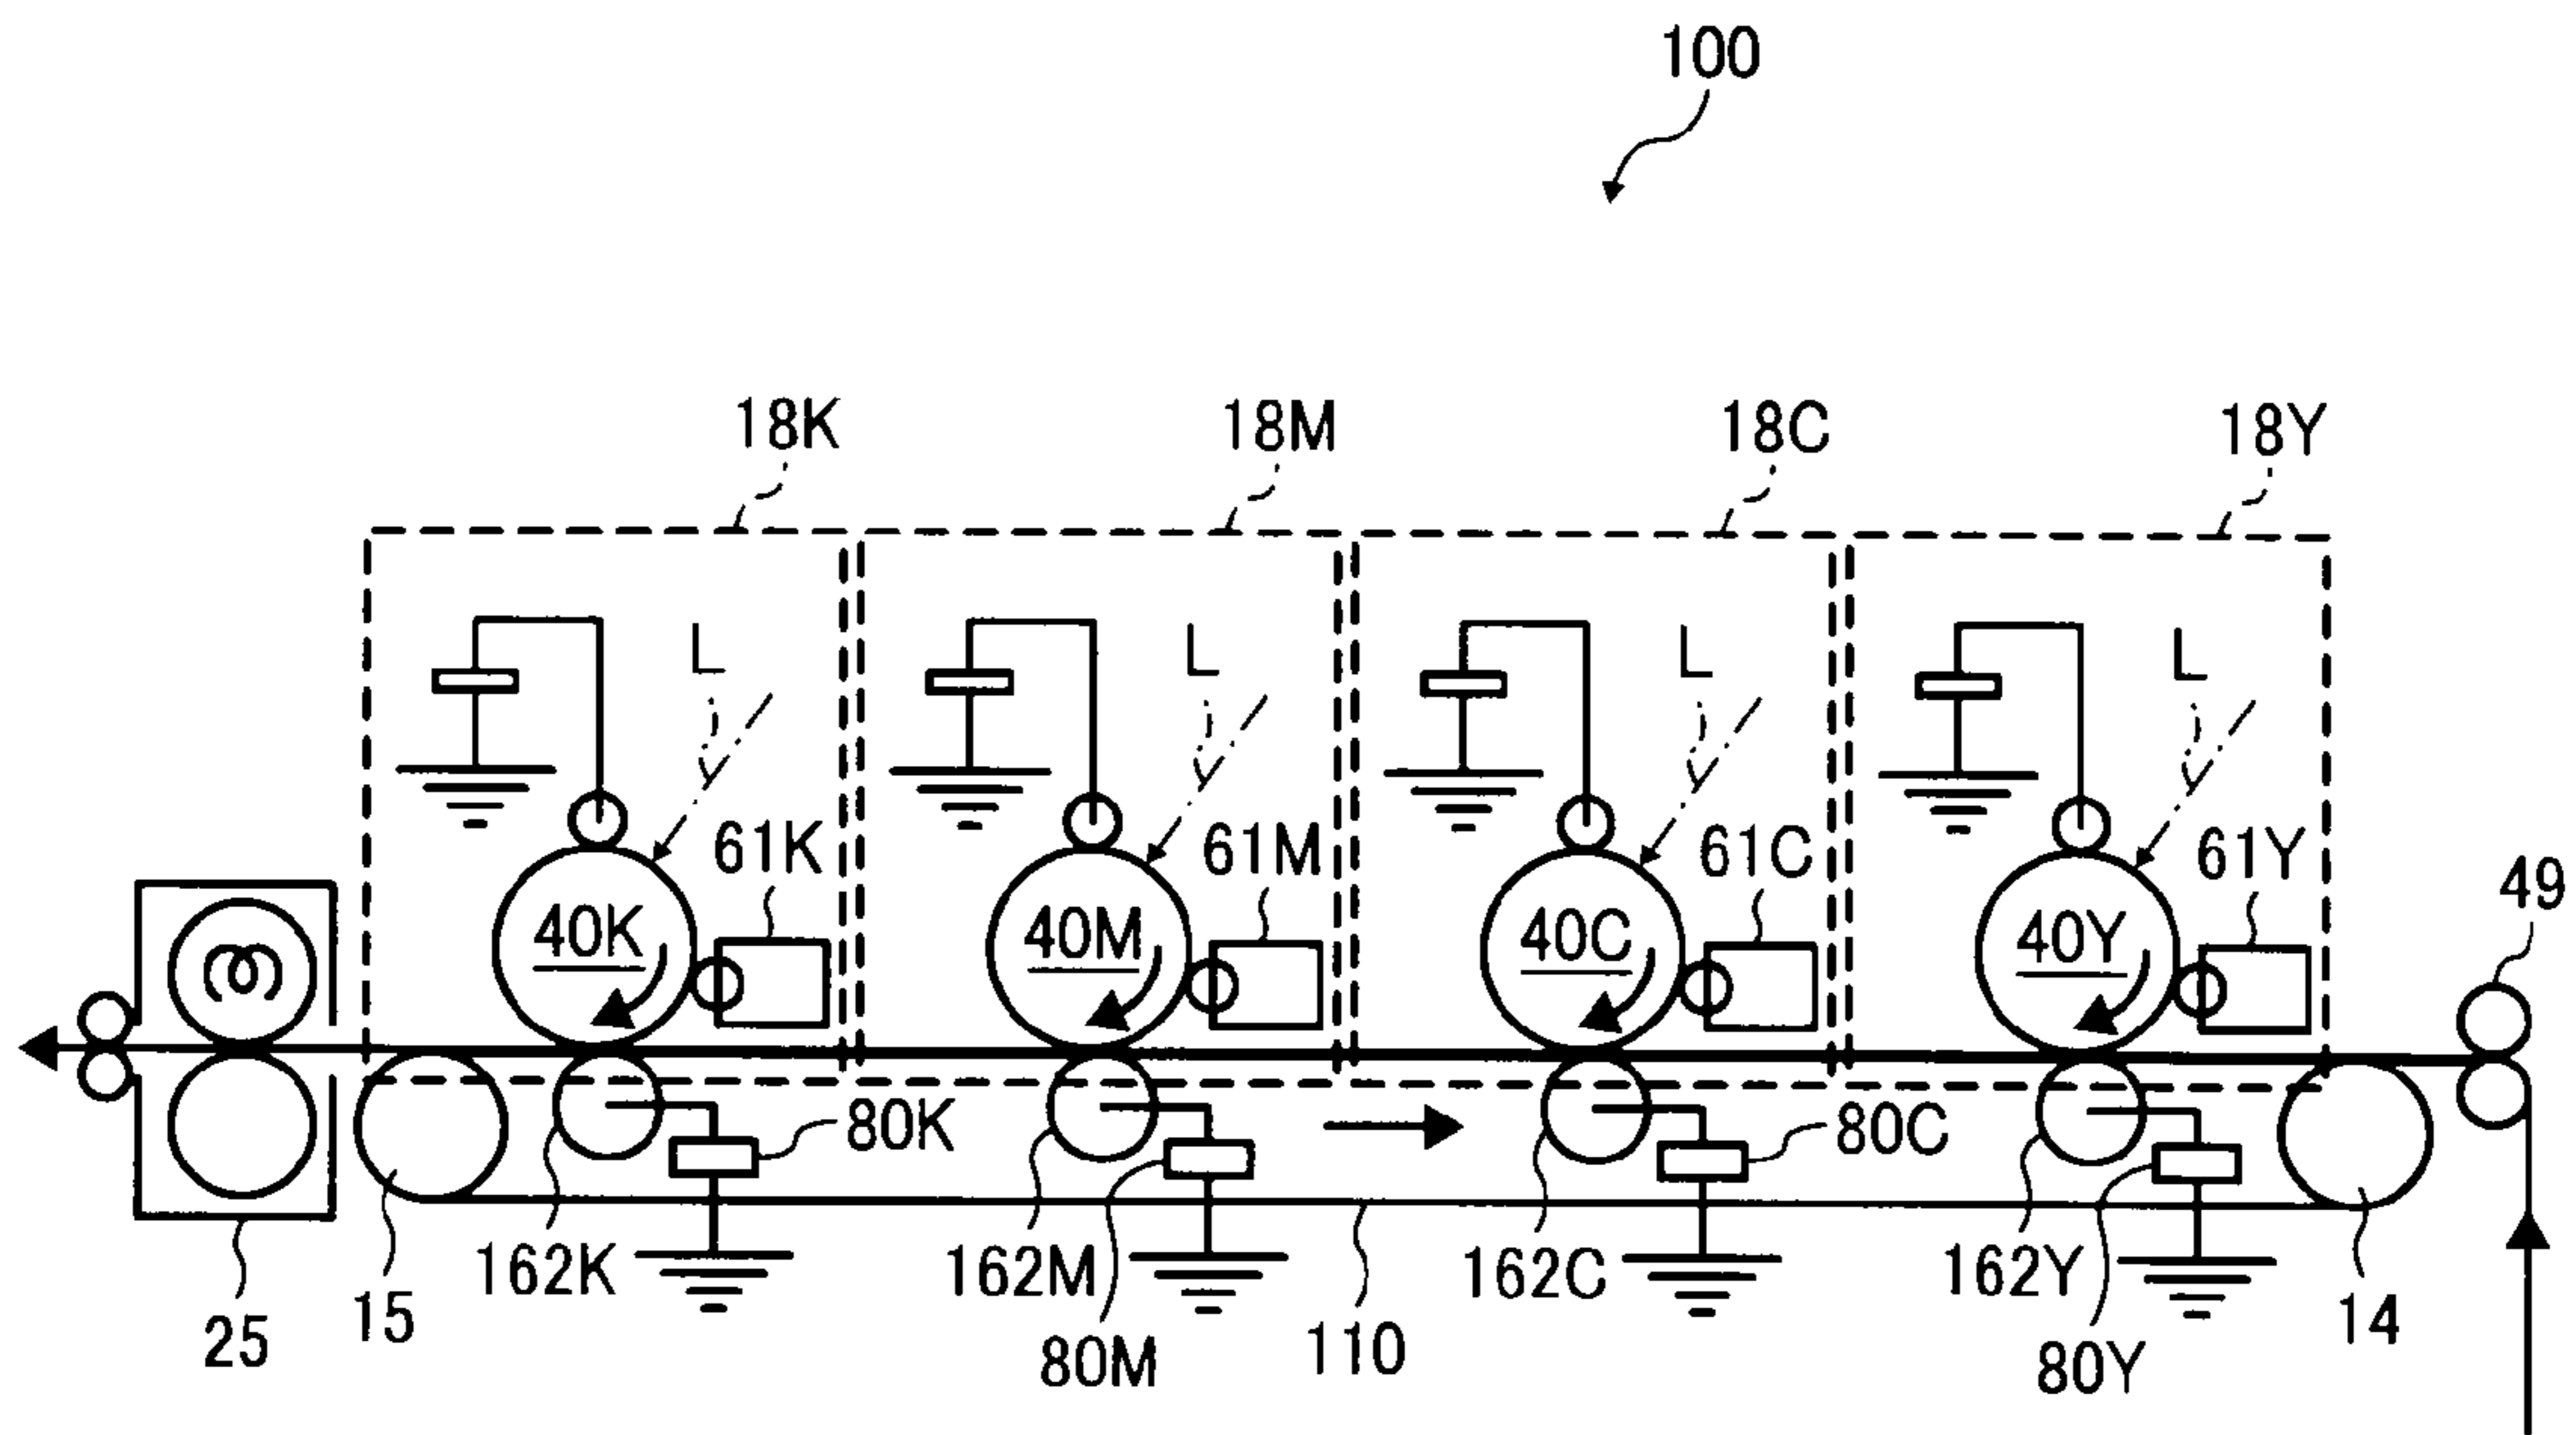 100
18K 18M 18C 18Y
L L L L
61K 61M 61C 61Y 49
40K 40M 40C 40Y
80K 80C
162K 162M 162C 162Y
25 15 80M 110 80Y 14